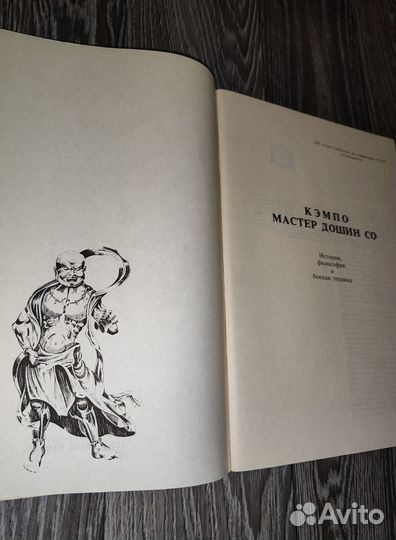 КЭМПО
МАСТЕР ДОШИН СО
История,
философия
и
боевая техника
Avito